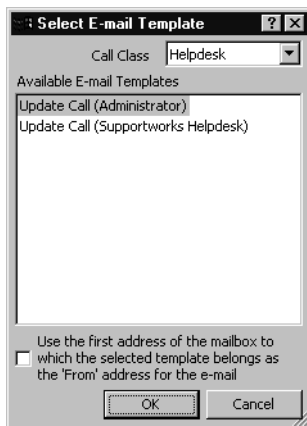 Select E-mail Template
Call Class Helpdesk
Available E-mail Templates
Update Call (Administrator)
Update Call (Supportworks Helpdesk)
Use the first address of the mailbox to
which the selected template belongs as
the 'From' address for the e-mail
OK Cancel